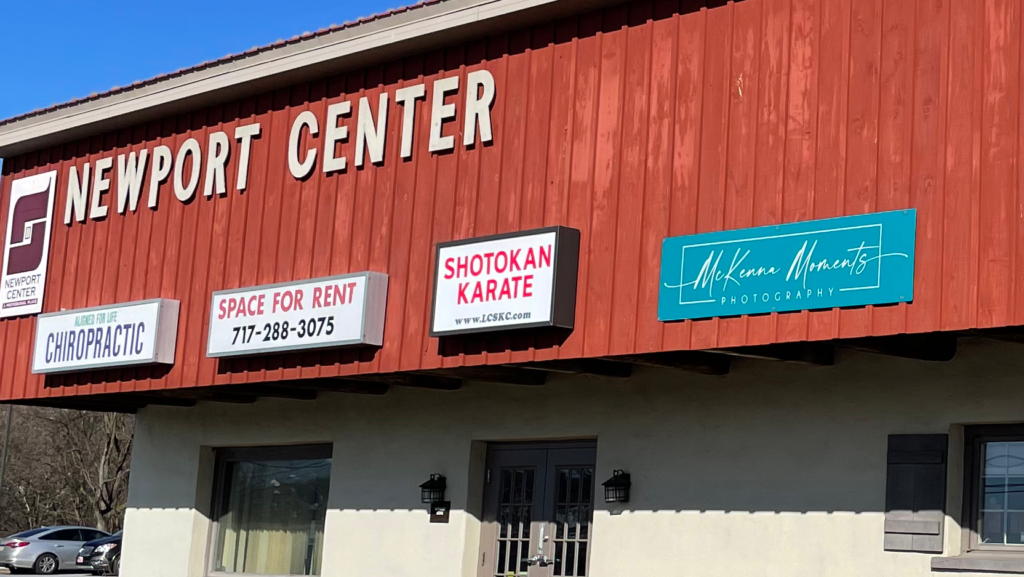 NEWPORT CENTER
NEWPORT
CENTER
ALIGNED FOR LIFE
CHIROPRACTIC
SPACE FOR RENT
717-288-3075
SHOTOKAN
KARATE
www.LCSKC.com
McKenna Moments
PHOTOGRAPHY